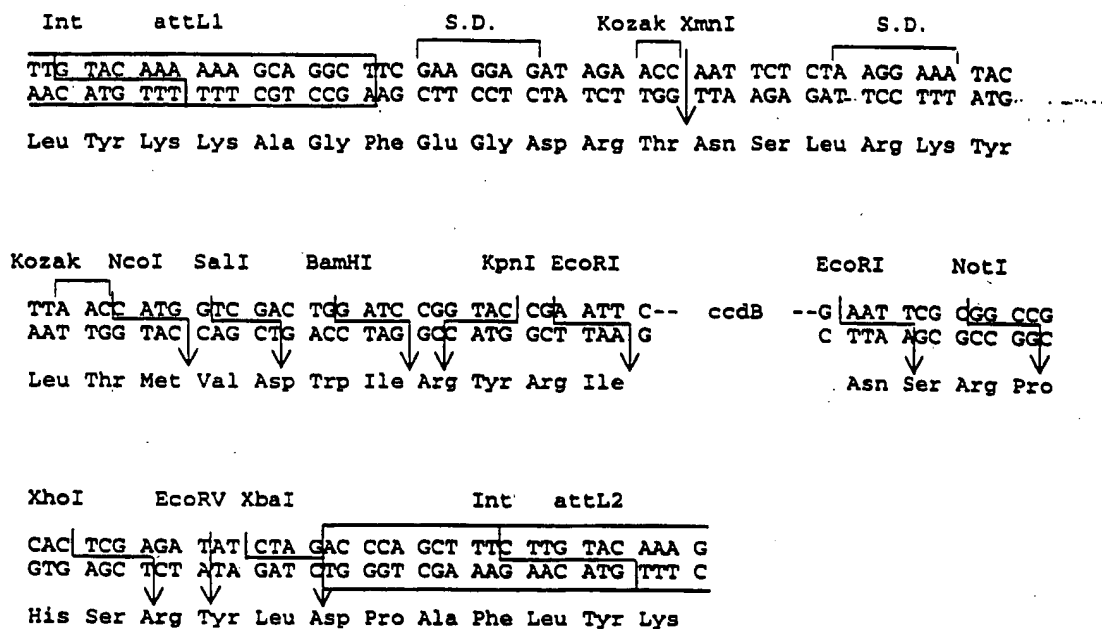 Int attL1 S.D. Kozak XmnI S.D.
TTG TAC AAA AAA GCA GGC TTC GAA GGA GAT AGA ACC AAT TCT CTA AGG AAA TAC
AAC ATG TTT TTT CGT CCG AAG CTT CCT CTA TCT TGG TTA AGA GAT TCC TTT ATG
Leu Tyr Lys Lys Ala Gly Phe Glu Gly Asp Arg Thr Asn Ser Leu Arg Lys Tyr
Kozak NcoI SalI BamHI KpnI EcoRI EcoRI NotI
TTA ACC ATG GTC GAC TGG ATC CGG TAC CGA ATT C-- ccdB --G AAT TCG CGG CCG
AAT TGG TAC CAG CTG ACC TAG GCC ATG GCT TAA G C TTA AGC GCC GGC
Leu Thr Met Val Asp Trp Ile Arg Tyr Arg Ile Asn Ser Arg Pro
XhoI EcoRV XbaI Int attL2
CAC TCG AGA TAT CTAG ACC CA GCT TTC TTG TAC AAA G
GTG AGC TCT ATA GAT CTG GGT CGA AAG AAC ATG TTT C
His Ser Arg Tyr Leu Asp Pro Ala Phe Leu Tyr Lys